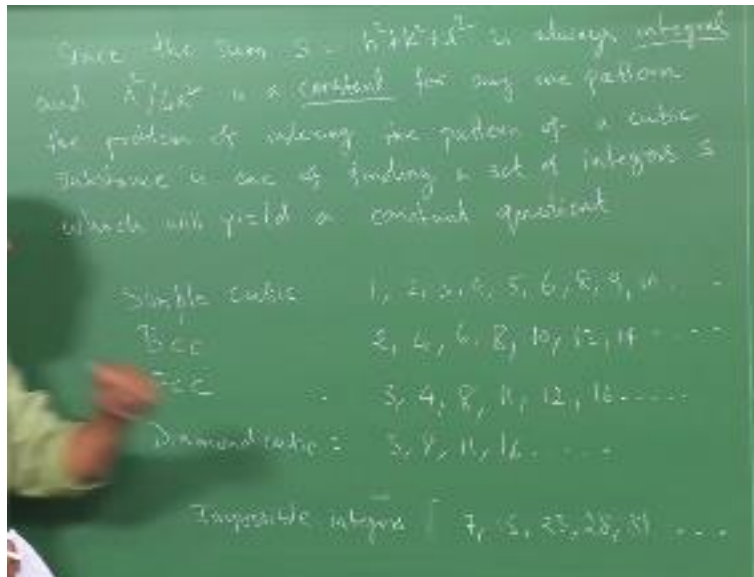 Since the sum s = h²+k²+l² is always integral
and λ²/4a² is a constant for any one pattern
the problem of indexing the pattern of a cubic
substance is one of finding a set of integers s
which will yield a constant quotient
Simple cubic 1, 2, 3, 4, 5, 6, 8, 9, 10 . . .
Bcc 2, 4, 6, 8, 10, 12, 14 . . . . .
Fcc . 3, 4, 8, 11, 12, 16 . . . . .
Diamond cubic = 3, 8, 11, 16 . . . . .
Impossible integers 7, 15, 23, 28, 31 . . . .